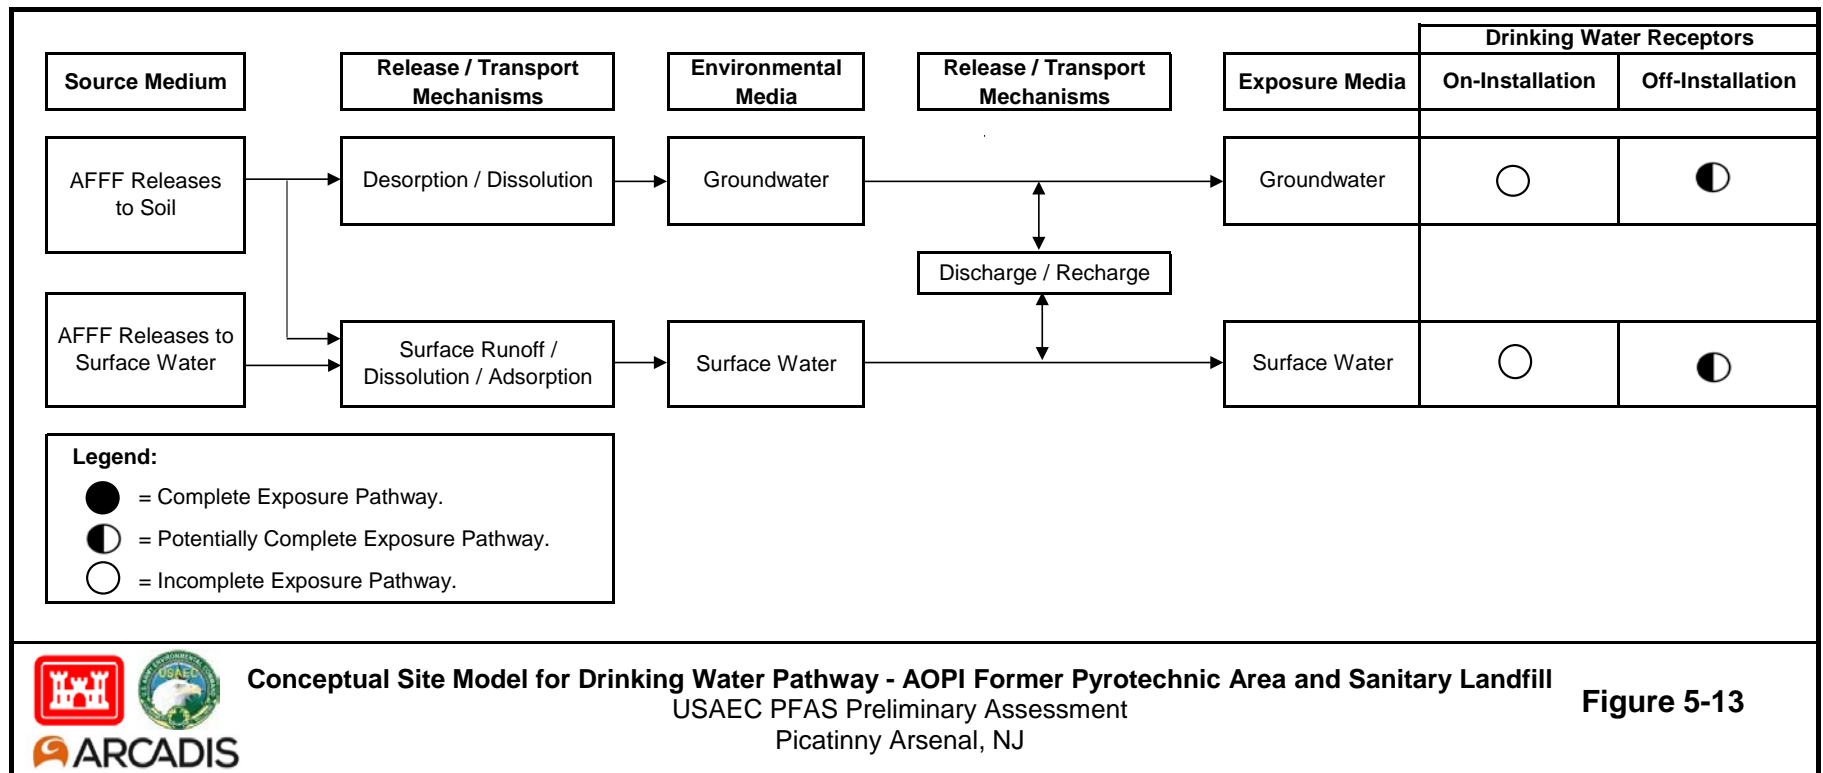 Drinking Water Receptors
Source Medium
Release / Transport
Mechanisms
Environmental
Media
Release / Transport
Mechanisms
Exposure Media
On-Installation
Off-Installation
AFFF Releases
to Soil
Desorption / Dissolution
Groundwater
Groundwater
Discharge / Recharge
AFFF Releases to
Surface Water
Surface Runoff /
Dissolution / Adsorption
Surface Water
Surface Water
Legend:
= Complete Exposure Pathway.
= Potentially Complete Exposure Pathway.
= Incomplete Exposure Pathway.
USAEC
ARCADIS
Conceptual Site Model for Drinking Water Pathway - AOPI Former Pyrotechnic Area and Sanitary Landfill
USAEC PFAS Preliminary Assessment
Picatinny Arsenal, NJ
Figure 5-13